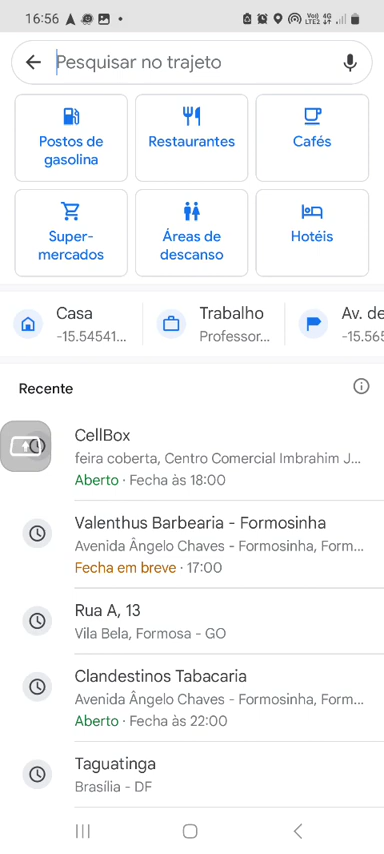 16:56
Vo) 4G
LTE2
Pesquisar no trajeto
Postos de
gasolina
Restaurantes
Cafés
Super-
mercados
Áreas de
descanso
Hotéis
Casa
-15.54541...
Trabalho
Professor...
Av. de
-15.565
Recente
CellBox
feira coberta, Centro Comercial Imbrahim J...
Aberto · Fecha às 18:00
Valenthus Barbearia - Formosinha
Avenida Ângelo Chaves - Formosinha, Form...
Fecha em breve · 17:00
Rua A, 13
Vila Bela, Formosa - GO
Clandestinos Tabacaria
Avenida Ângelo Chaves - Formosinha, Form...
Aberto · Fecha às 22:00
Taguatinga
Brasília - DF